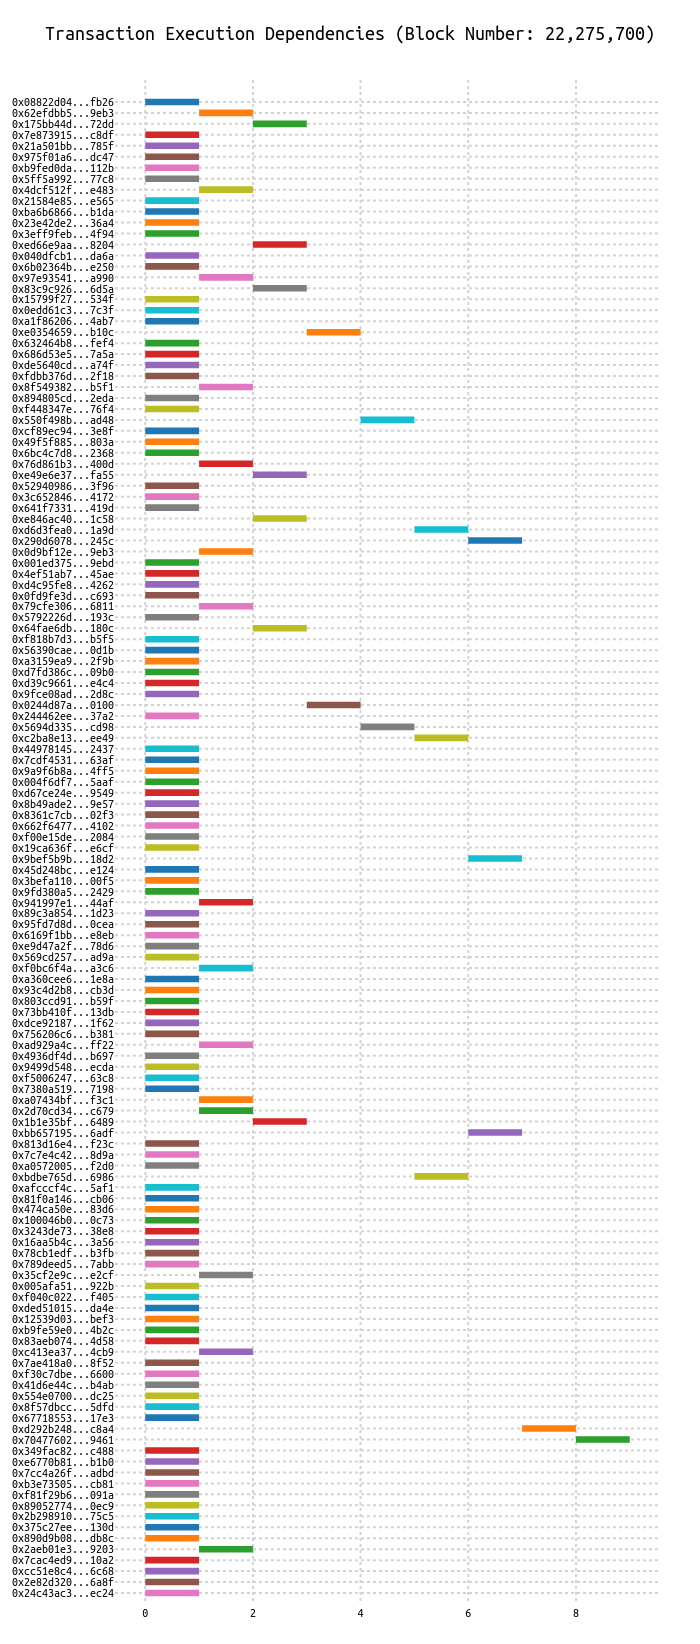 Transaction Execution Dependencies (Block Number: 22,275,700)
0x08822d04...fb26
0x62efdbb5...9eb3
0x175bb44d...72dd
0x7e873915...c8df
0x21a501bb...785f
0x975f01a6...dc47
0xb9fed0da...112b
0x5ff5a992...77c8
0x4dcf512f...e483
0x21584e85...e565
0xba6b6866...b1da
0x23e42de2...36a4
0x3eff9feb...4f94
0xed66e9aa...8204
0x040dfcb1...da6a
0x6b02364b...e250
0x97e93541...a990
0x83c9c926...6d5a
0x15799f27...534f
0x0edd61c3...7c3f
0xa1f86206...4ab7
0xe0354659...b10c
0x632464b8...fef4
0x686d53e5...7a5a
0xde5640cd...a74f
0xfdbb376d...2f18
0x8f549382...b5f1
0x894805cd...2eda
0xf448347e...76f4
0x550f498b...ad48
0xcf89ec94...3e8f
0x49f5f885...803a
0x6bc4c7d8...2368
0x76d861b3...400d
0xe49e6e37...fa55
0x52940986...3f96
0x3c652846...4172
0x641f7331...419d
0xe846ac40...1c58
0xd6d3fea0...1a9d
0x290d6078...245c
0x0d9bf12e...9eb3
0x001ed375...9ebd
0x4ef51ab7...45ae
0xd4c95fe8...4262
0x0fd9fe3d...c693
0x79cfe306...6811
0x5792226d...193c
0x64fae6db...180c
0xf818b7d3...b5f5
0x56390cae...0d1b
0xa3159ea9...2f9b
0xd7fd386c...09b0
0xd39c9661...e4c4
0x9fce08ad...2d8c
0x0244d87a...0100
0x244462ee...37a2
0x5694d335...cd98
0xc2ba8e13...ee49
0x44978145...2437
0x7cdf4531...63af
0x9a9f6b8a...4ff5
0x004f6df7...5aaf
0xd67ce24e...9549
0x8b49ade2...9e57
0x8361c7cb...02f3
0x662f6477...4102
0xf00e15de...2084
0x19ca636f...e6cf
0x9bef5b9b...18d2
0x45d248bc...e124
0x3befa110...00f5
0x9fd380a5...2429
0x941997e1...44af
0x89c3a854...1d23
0x95fd7d8d...0cea
0x6169f1bb...e8eb
0xe9d47a2f...78d6
0x569cd257...ad9a
0xf0bc6f4a...a3c6
0xa360cee6...1e8a
0x93c4d2b8...cb3d
0x803ccd91...b59f
0x73bb410f...13db
0xdce92187...1f62
0x756206c6...b381
0xad929a4c...ff22
0x4936df4d...b697
0x9499d548...ecda
0xf5006247...63c8
0x7380a519...7198
0xa07434bf...f3c1
0x2d70cd34...c679
0x1b1e35bf...6489
0xbb657195...6adf
0x813d16e4...f23c
0x7c7e4c42...8d9a
0xa0572005...f2d0
0xbdbe765d...6986
0xafcccf4c...5af1
0x81f0a146...cb06
0x474ca50e...83d6
0x100046b0...0c73
0x3243de73...38e8
0x16aa5b4c...3a56
0x78cb1edf...b3fb
0x789deed5...7abb
0x35cf2e9c...e2cf
0x005afa51...922b
0xf040c022...f405
0xded51015...da4e
0x12539d03...bef3
0xb9fe59e0...4b2c
0x83aeb074...4d58
0xc413ea37...4cb9
0x7ae418a0...8f52
0xf30c7dbe...6600
0x41d6e44c...b4ab
0x554e0700...dc25
0x8f57dbcc...5dfd
0x67718553...17e3
0xd292b248...c8a4
0x70477602...9461
0x349fac82...c488
0xe6770b81...b1b0
0x7cc4a26f...adbd
0xb3e73505...cb81
0xf81f29b6...091a
0x89052774...0ec9
0x2b298910...75c5
0x375c27ee...130d
0x890d9b08...db8c
0x2aeb01e3...9203
0x7cac4ed9...10a2
0xcc51e8c4...6c68
0x2e82d320...6a8f
0x24c43ac3...ec24
0 2 4 6 8